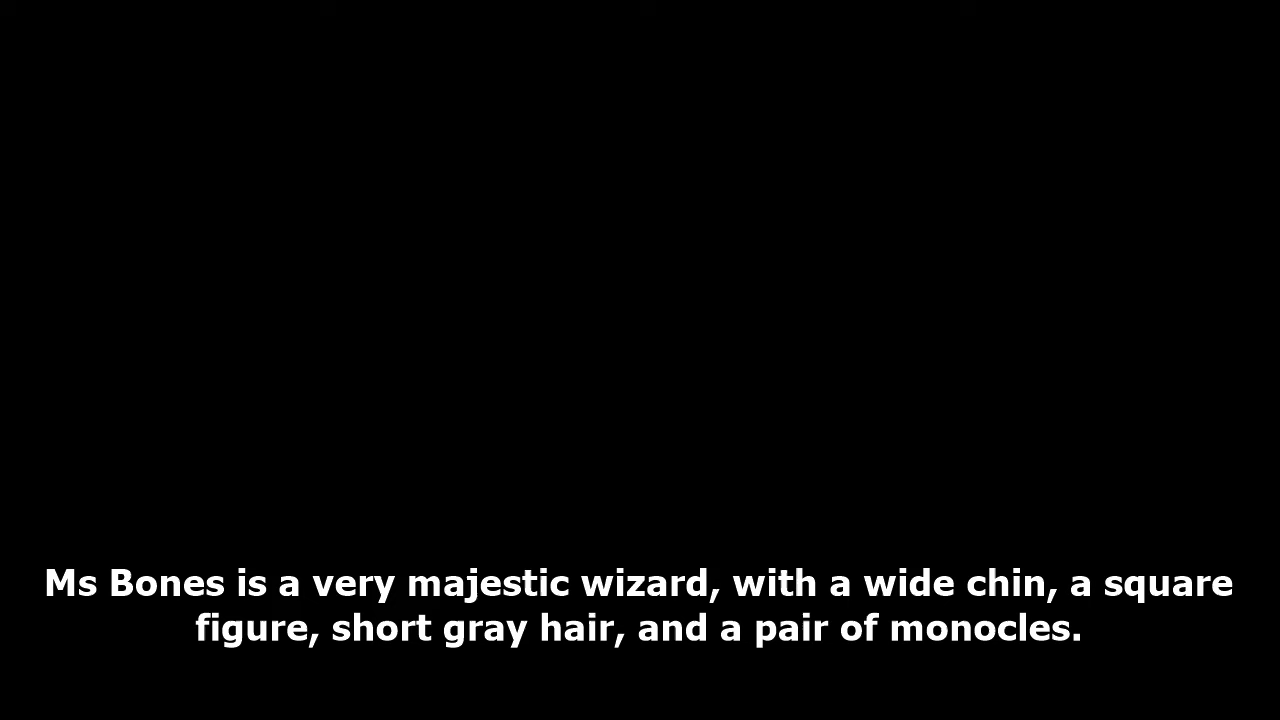 Ms Bones is a very majestic wizard, with a wide chin, a square
figure, short gray hair, and a pair of monocles.